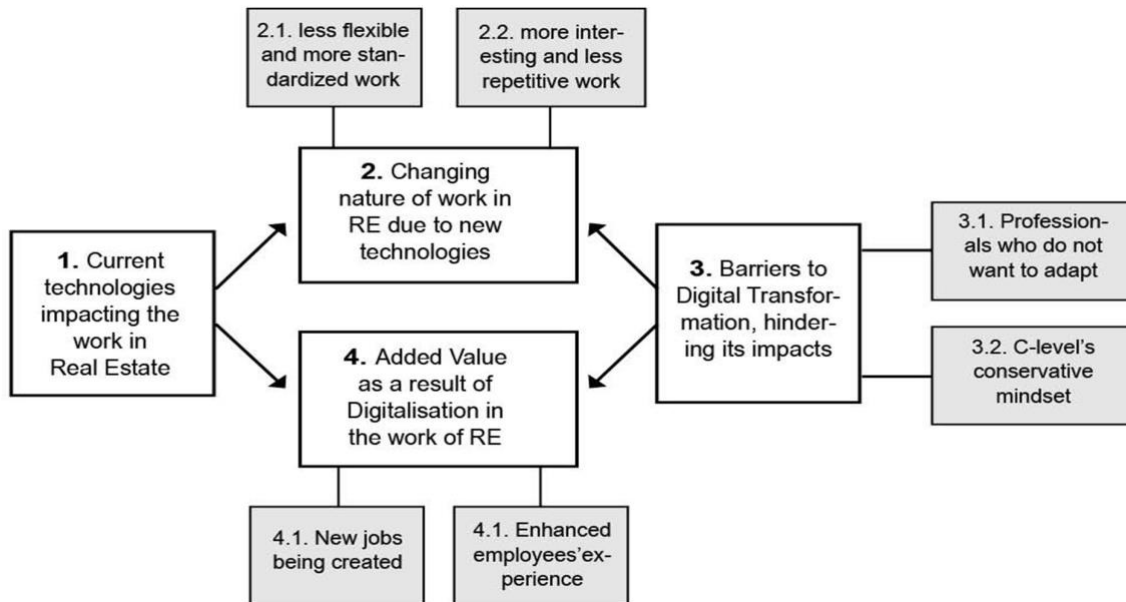 2.1. less flexible
and more stan-
dardized work
2.2. more inter-
esting and less
repetitive work
2. Changing
nature of work in
RE due to new
technologies
1. Current
technologies
impacting the
work in
Real Estate
3. Barriers to
Digital Transfor-
mation, hinder-
ing its impacts
3.1. Profession-
als who do not
want to adapt
3.2. C-level's
conservative
mindset
4. Added Value
as a result of
Digitalisation in
the work of RE
4.1. New jobs
being created
4.1. Enhanced
employees'ex-
perience